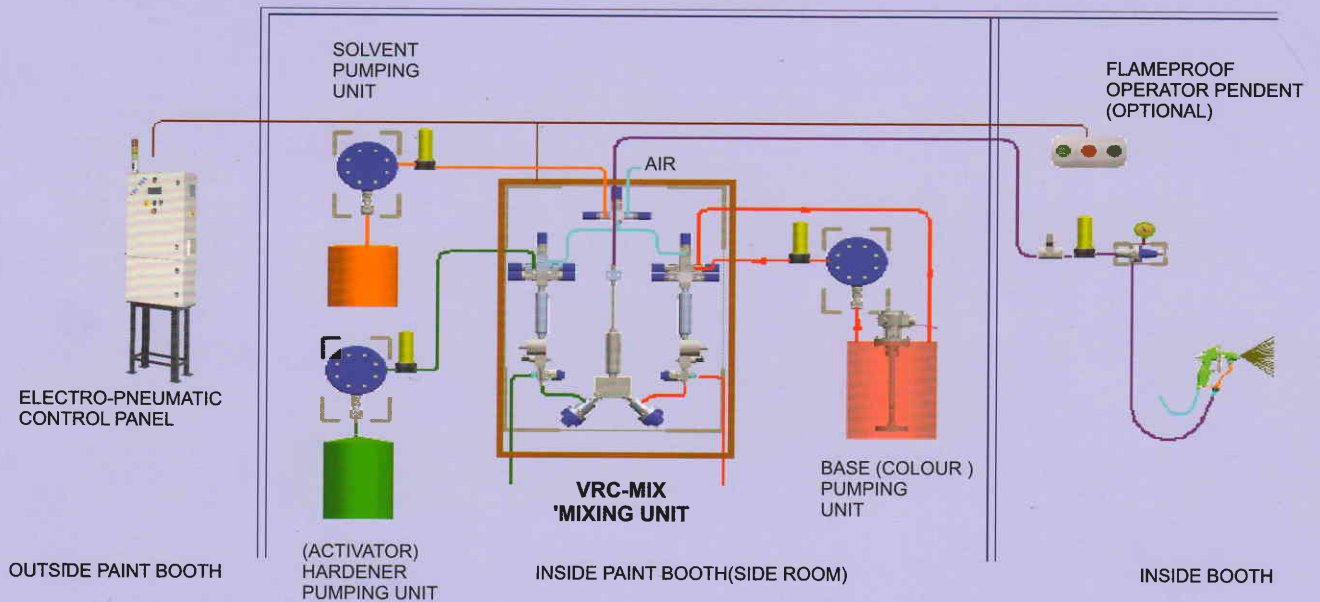 SOLVENT
PUMPING
UNIT
FLAMEPROOF
OPERATOR PENDENT
(OPTIONAL)
AIR
ELECTRO-PNEUMATIC
CONTROL PANEL
BASE (COLOUR )
PUMPING
UNIT
VRC-MIX
'MIXING UNIT
(ACTIVATOR)
HARDENER
PUMPING UNIT
OUTSIDE PAINT BOOTH
INSIDE PAINT BOOTH(SIDE ROOM)
INSIDE BOOTH